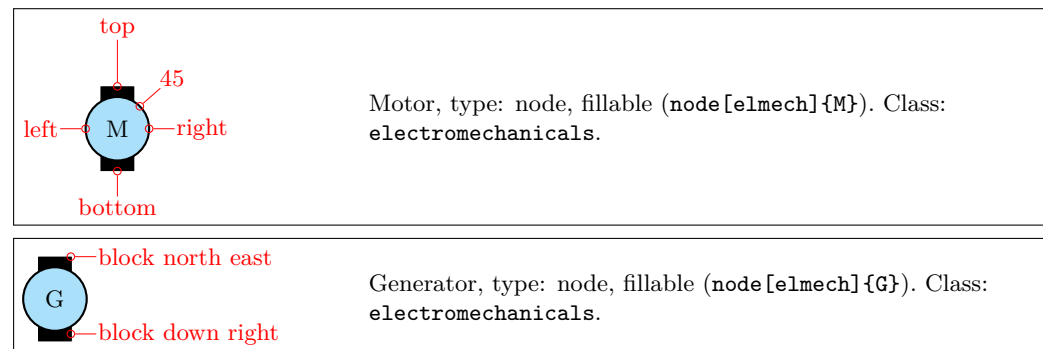 top
45
left
M
right
bottom
Motor, type: node, fillable (node[elmech]{M}). Class:
electromechanicals.
block north east
G
block down right
Generator, type: node, fillable (node[elmech]{G}). Class:
electromechanicals.